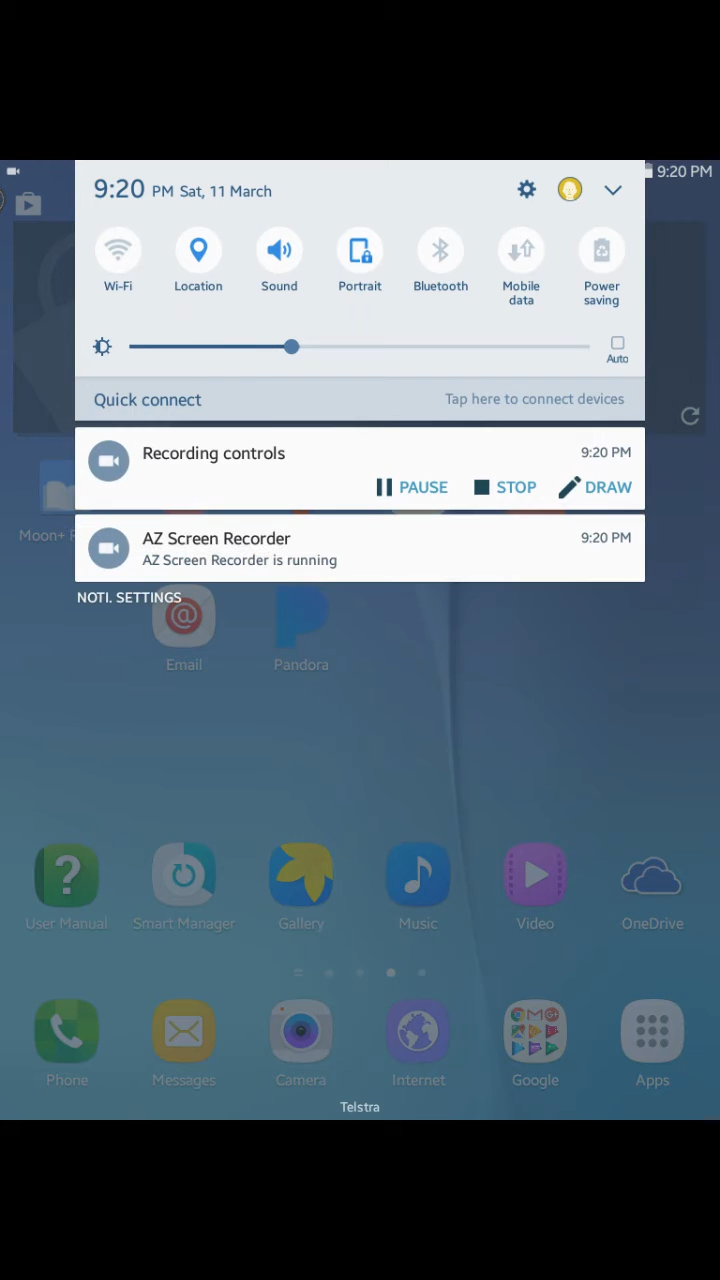 9:20 PM Sat, 11 March
9:20 PM
Wi-Fi
Location
Sound
Portrait
Bluetooth
Mobile data
Power saving
Auto
Quick connect
Tap here to connect devices
Recording controls
9:20 PM
PAUSE
STOP
DRAW
Moon+
AZ Screen Recorder
9:20 PM
AZ Screen Recorder is running
NOTI. SETTINGS
Email
Pandora
User Manual
Smart Manager
Gallery
Music
Video
OneDrive
Phone
Messages
Camera
Internet
Google
Apps
Telstra